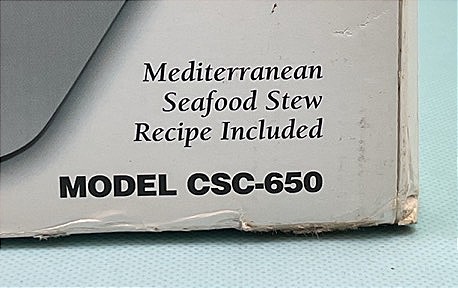 Mediterranean
Seafood Stew
Recipe Included
MODEL CSC-650